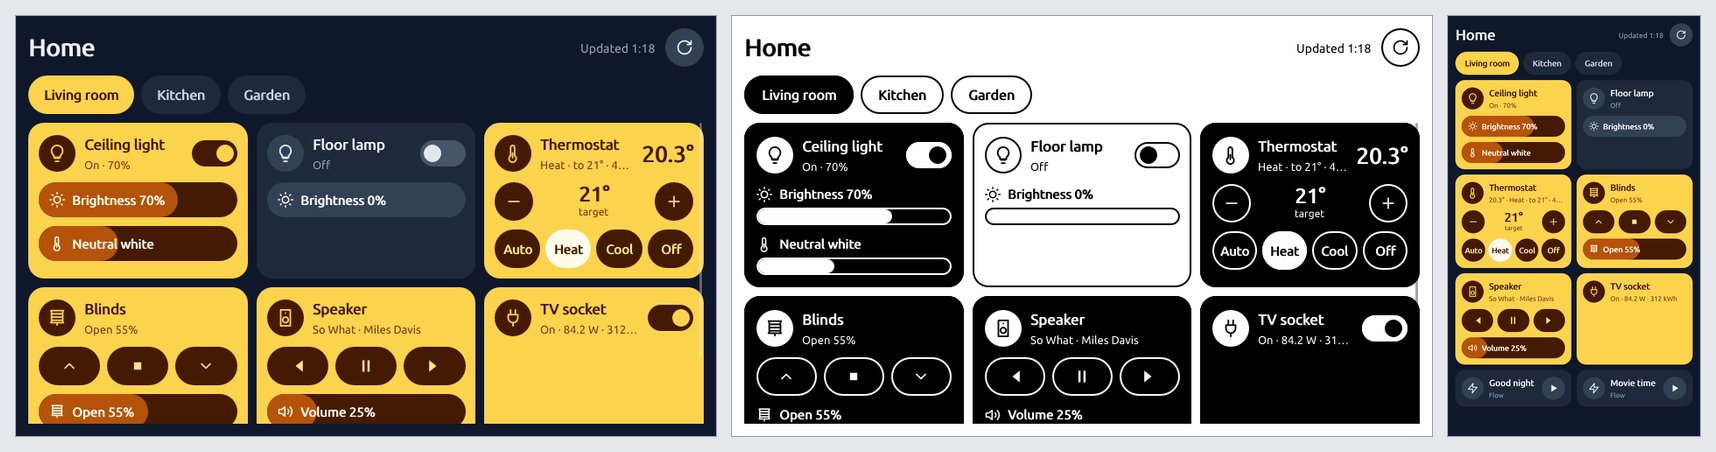 Home
Updated 1:18
Living room
Kitchen
Garden
Ceiling light
On · 70%
Brightness 70%
Neutral white
Floor lamp
Off
Brightness 0%
Thermostat
Heat · to 21° · 4…
20.3°
21°
target
Auto
Heat
Cool
Off
Blinds
Open 55%
Open 55%
Speaker
So What · Miles Davis
Volume 25%
TV socket
On · 84.2 W · 312…
Home
Updated 1:18
Living room
Kitchen
Garden
Ceiling light
On · 70%
Brightness 70%
Neutral white
Floor lamp
Off
Brightness 0%
Thermostat
Heat · to 21° · 4…
20.3°
21°
target
Auto
Heat
Cool
Off
Blinds
Open 55%
Open 55%
Speaker
So What · Miles Davis
Volume 25%
TV socket
On · 84.2 W · 31…
Home
Updated 1:18
Living room
Kitchen
Garden
Ceiling light
On · 70%
Brightness 70%
Neutral white
Floor lamp
Off
Brightness 0%
Thermostat
20.3° · Heat · to 21° · 4…
21°
target
Auto
Heat
Cool
Off
Blinds
Open 55%
Open 55%
Speaker
So What · Miles Davis
Volume 25%
TV socket
On · 84.2 W · 312 kWh
Good night
Flow
Movie time
Flow